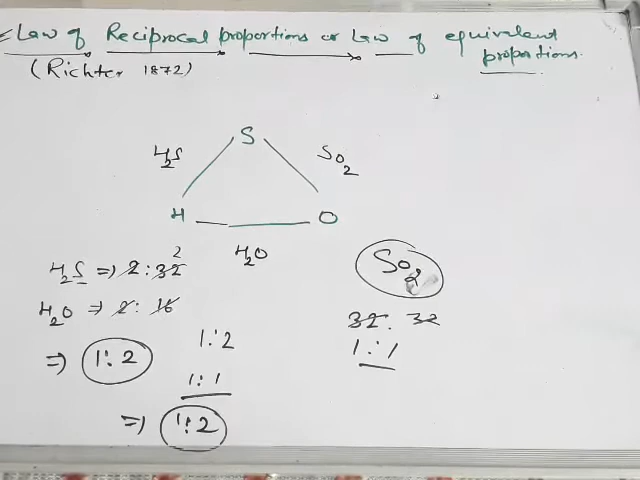 Law of Reciprocal proportions or Law of equivalent
proportions.
(Richter 1872)
S
H₂S
SO₂
H
O
H₂O
H₂S => 2 : 32 2
H₂O => 2 : 16
=> 1 : 2
1 : 2
1 : 1
=> 1 : 2
SO₂
32 : 32
1 : 1